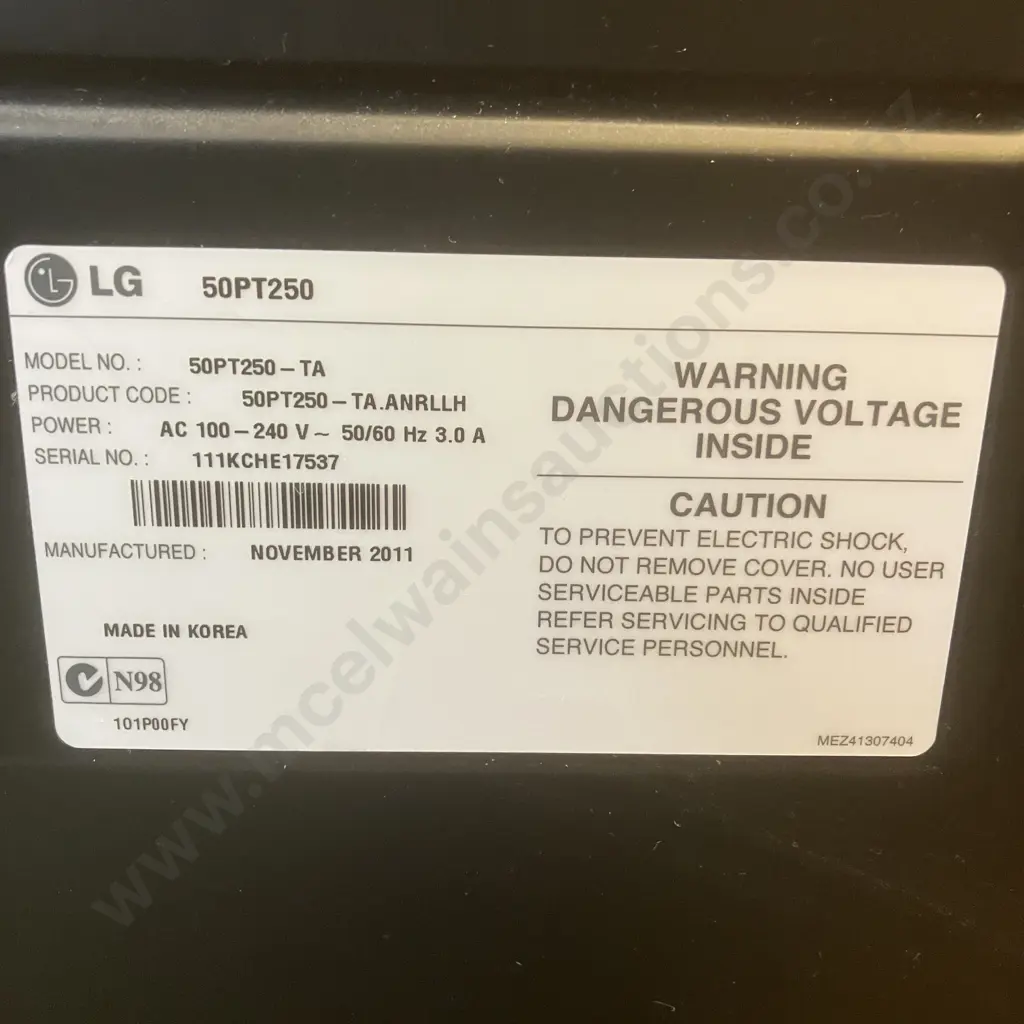 LG 50PT250
MODEL NO. : 50PT250-TA
PRODUCT CODE : 50PT250-TA.ANRLLH
POWER : AC 100-240 V~ 50/60 Hz 3.0 A
SERIAL NO. : 111KCHE17537
MANUFACTURED : NOVEMBER 2011
MADE IN KOREA
N98
101P00FY
WARNING
DANGEROUS VOLTAGE
INSIDE
CAUTION
TO PREVENT ELECTRIC SHOCK,
DO NOT REMOVE COVER. NO USER
SERVICEABLE PARTS INSIDE
REFER SERVICING TO QUALIFIED
SERVICE PERSONNEL.
MEZ41307404
www.mcelwainsauctions.co.nz